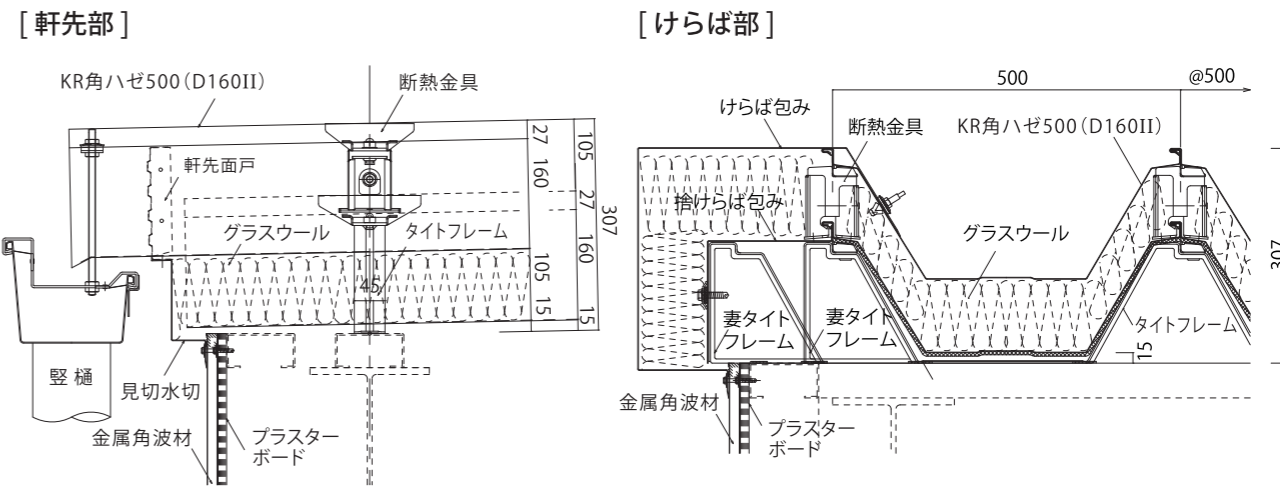 [ 軒先部 ]
KR角ハゼ500（D160II）
断熱金具
軒先面戸
グラスウール
タイトフレーム
45
27
160
105
15
105
27
160
15
307
竪 樋
見切水切
金属角波材
プラスター
ボード
[ けらば部 ]
500
@500
けらば包み
断熱金具
KR角ハゼ500（D160II）
捨けらば包み
グラスウール
妻タイト
フレーム
妻タイト
フレーム
タイトフレーム
15
307
金属角波材
プラスター
ボード